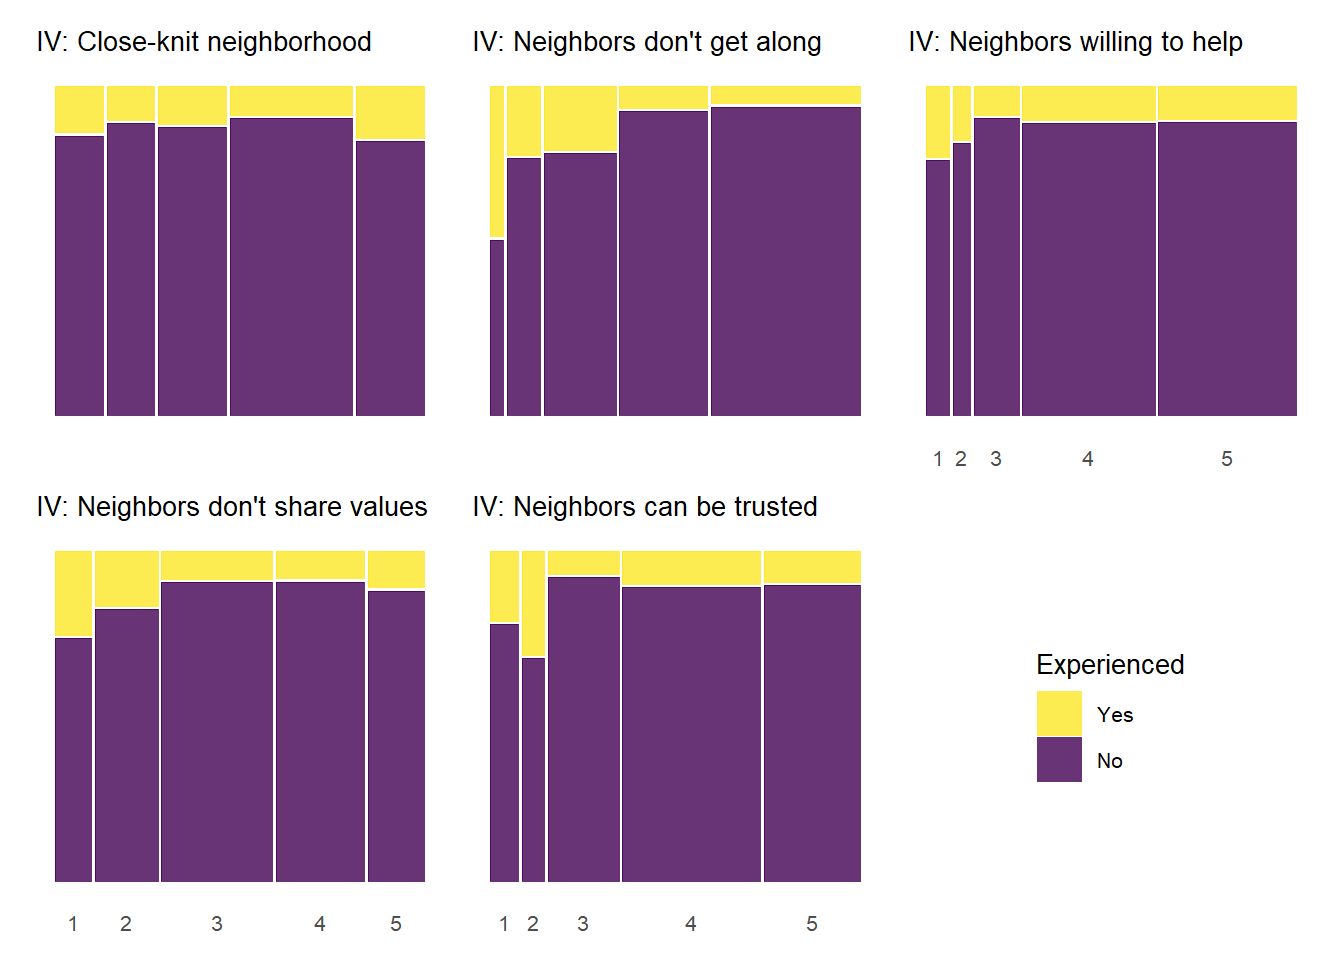 IV: Close-knit neighborhood
IV: Neighbors don't get along
IV: Neighbors willing to help
1 2 3 4 5
IV: Neighbors don't share values
IV: Neighbors can be trusted
Experienced
Yes
No
1 2 3 4 5
1 2 3 4 5